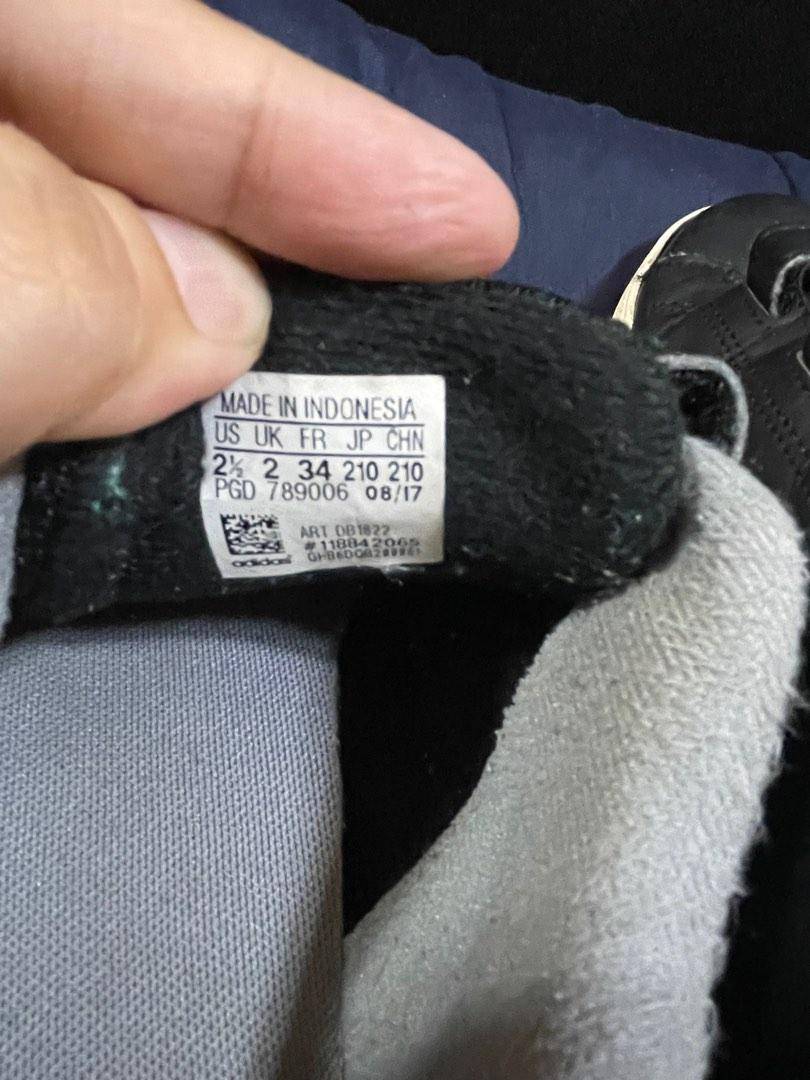 MADE IN INDONESIA
US UK FR JP CHN
2½ 2 34 210 210
PGD 789006 08/17
ART DB1822
#118842065
adidas